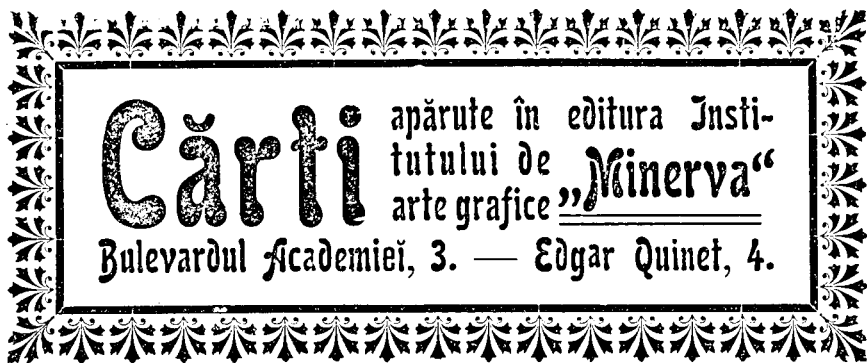 Cărti apărute în editura Insti-
tutului de
arte grafice „Minerva“
Bulevardul Academieĭ, 3. — Edgar Quinet, 4.